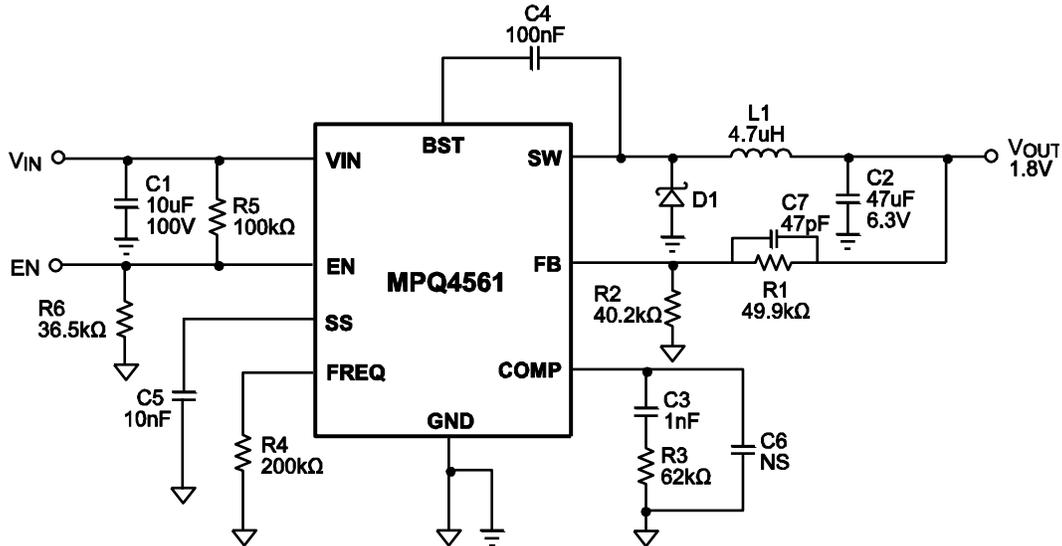 C4
100nF
BST
VIN
VIN
SW
L1
4.7uH
VOUT
1.8V
C1
10uF
100V
R5
100kΩ
D1
C2
47uF
6.3V
C7
47pF
EN
EN
FB
MPQ4561
R6
36.5kΩ
R2
40.2kΩ
R1
49.9kΩ
SS
FREQ
COMP
C5
10nF
GND
C3
1nF
R4
200kΩ
R3
62kΩ
C6
NS